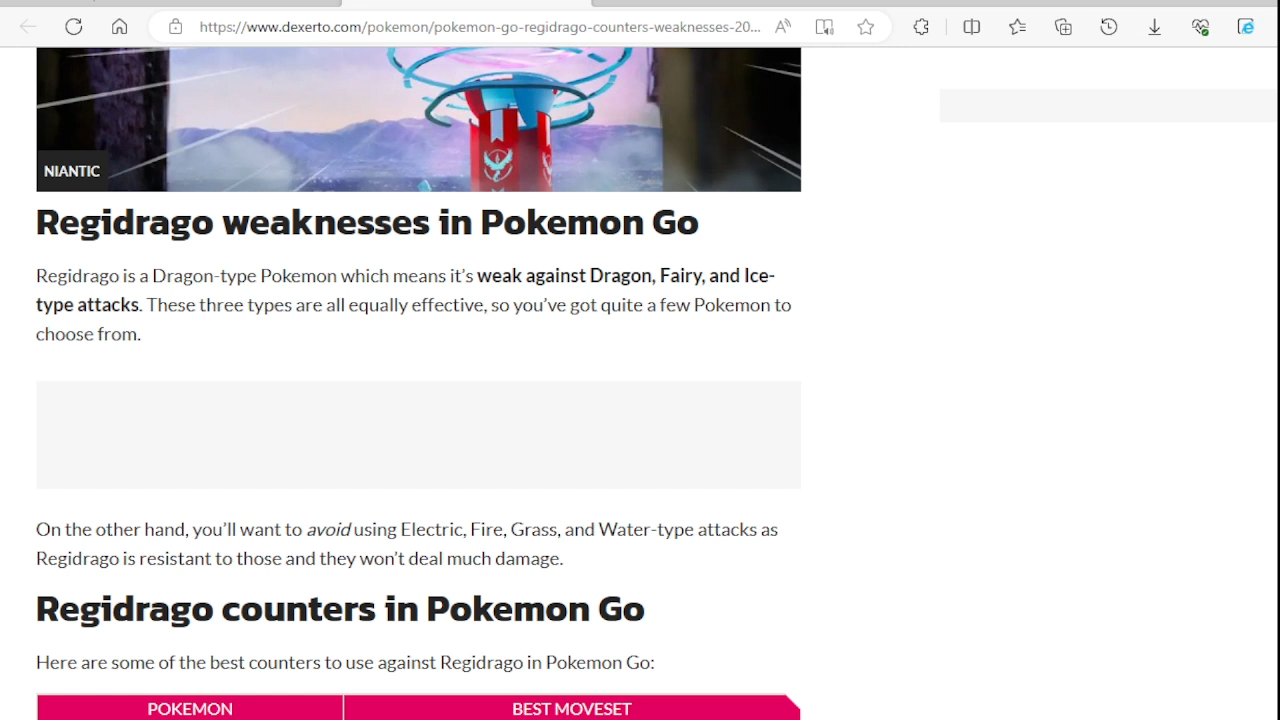 https://www.dexerto.com/pokemon/pokemon-go-regidrago-counters-weaknesses-20...
NIANTIC
Regidrago weaknesses in Pokemon Go
Regidrago is a Dragon-type Pokemon which means it’s weak against Dragon, Fairy, and Ice-
type attacks. These three types are all equally effective, so you’ve got quite a few Pokemon to
choose from.
On the other hand, you’ll want to avoid using Electric, Fire, Grass, and Water-type attacks as
Regidrago is resistant to those and they won’t deal much damage.
Regidrago counters in Pokemon Go
Here are some of the best counters to use against Regidrago in Pokemon Go:
POKEMON BEST MOVESET